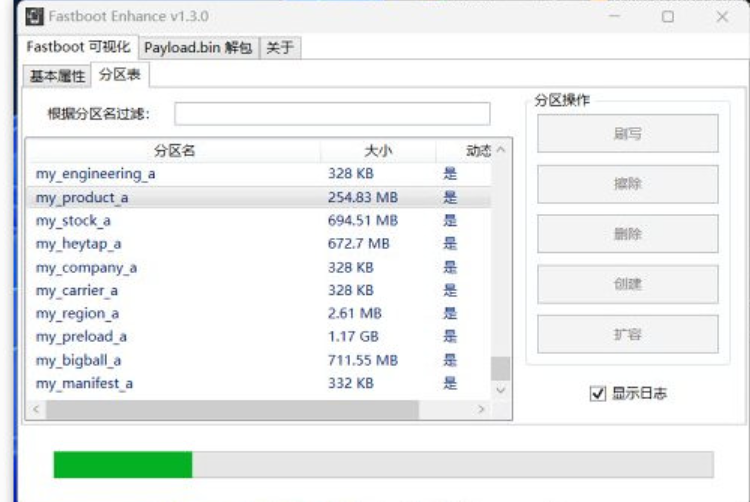 Fastboot Enhance v1.3.0
Fastboot 可视化 Payload.bin 解包 关于
基本属性 分区表
根据分区名过滤:
分区名 大小 动态
my_engineering_a 328 KB 是
my_product_a 254.83 MB 是
my_stock_a 694.51 MB 是
my_heytap_a 672.7 MB 是
my_company_a 328 KB 是
my_carrier_a 328 KB 是
my_region_a 2.61 MB 是
my_preload_a 1.17 GB 是
my_bigball_a 711.55 MB 是
my_manifest_a 332 KB 是
分区操作
刷写
擦除
删除
创建
扩容
显示日志